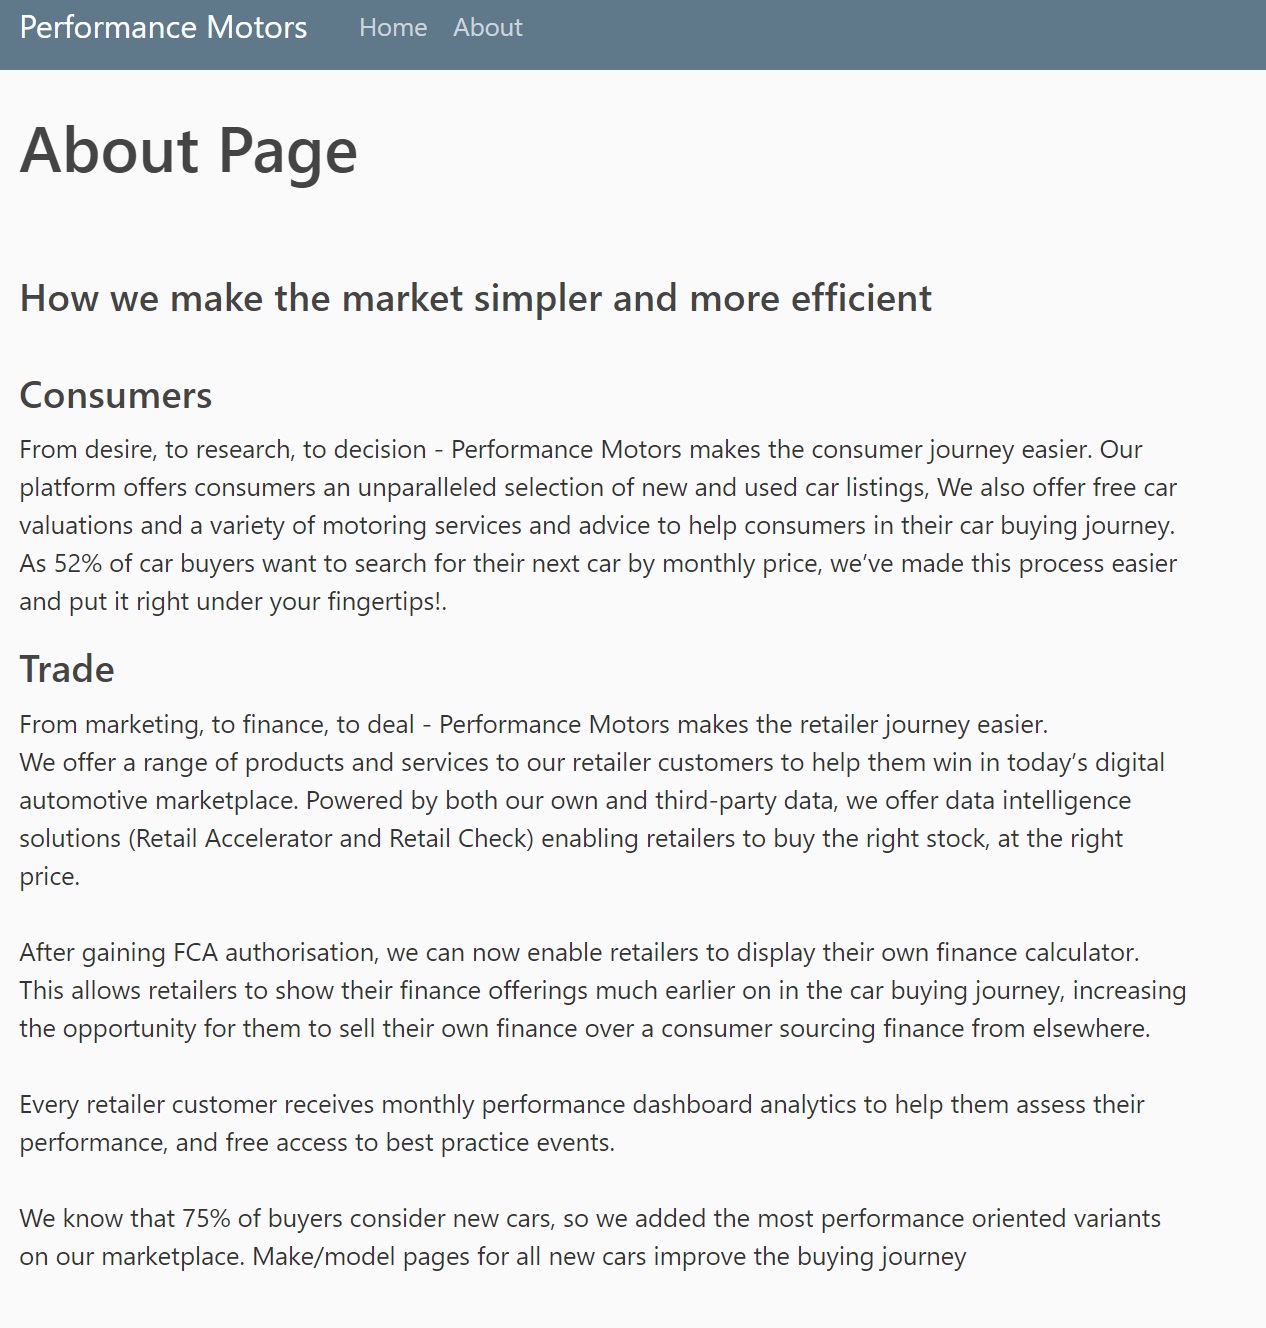 Performance Motors Home About
About Page
How we make the market simpler and more efficient
Consumers
From desire, to research, to decision - Performance Motors makes the consumer journey easier. Our
platform offers consumers an unparalleled selection of new and used car listings, We also offer free car
valuations and a variety of motoring services and advice to help consumers in their car buying journey.
As 52% of car buyers want to search for their next car by monthly price, we’ve made this process easier
and put it right under your fingertips!.
Trade
From marketing, to finance, to deal - Performance Motors makes the retailer journey easier.
We offer a range of products and services to our retailer customers to help them win in today’s digital
automotive marketplace. Powered by both our own and third-party data, we offer data intelligence
solutions (Retail Accelerator and Retail Check) enabling retailers to buy the right stock, at the right
price.
After gaining FCA authorisation, we can now enable retailers to display their own finance calculator.
This allows retailers to show their finance offerings much earlier on in the car buying journey, increasing
the opportunity for them to sell their own finance over a consumer sourcing finance from elsewhere.
Every retailer customer receives monthly performance dashboard analytics to help them assess their
performance, and free access to best practice events.
We know that 75% of buyers consider new cars, so we added the most performance oriented variants
on our marketplace. Make/model pages for all new cars improve the buying journey